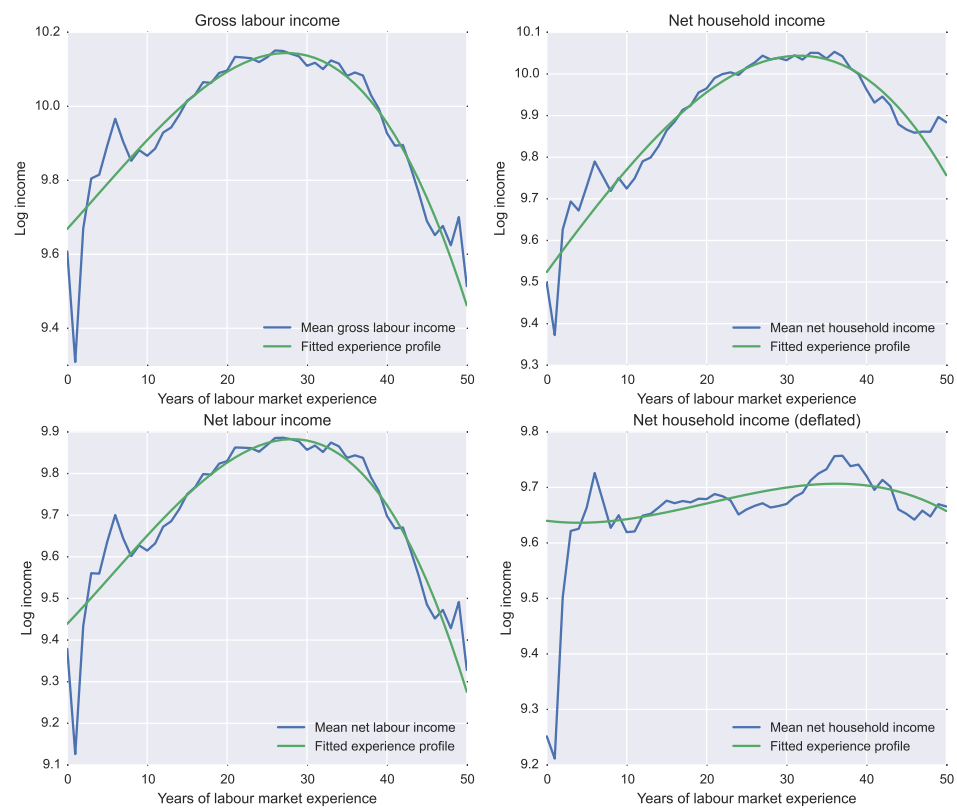 Gross labour income
10.2
10.0
9.8
9.6
9.4
Log income
Mean gross labour income
Fitted experience profile
0 10 20 30 40 50
Years of labour market experience
Net household income
10.1
10.0
9.9
9.8
9.7
9.6
9.5
9.4
9.3
Log income
Mean net household income
Fitted experience profile
0 10 20 30 40 50
Years of labour market experience
Net labour income
9.9
9.8
9.7
9.6
9.5
9.4
9.3
9.2
9.1
Log income
Mean net labour income
Fitted experience profile
0 10 20 30 40 50
Years of labour market experience
Net household income (deflated)
9.8
9.7
9.6
9.5
9.4
9.3
9.2
Log income
Mean net household income
Fitted experience profile
0 10 20 30 40 50
Years of labour market experience